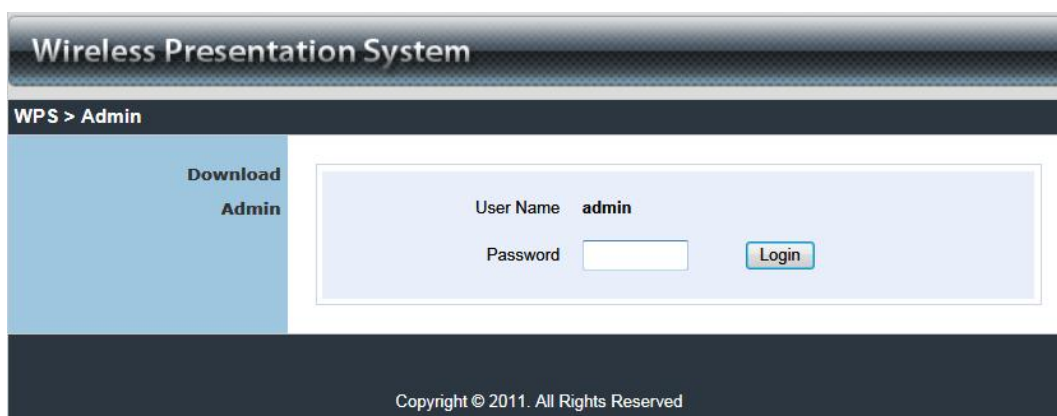 Wireless Presentation System
WPS > Admin
Download
Admin
User Name admin
Password Login
Copyright © 2011. All Rights Reserved